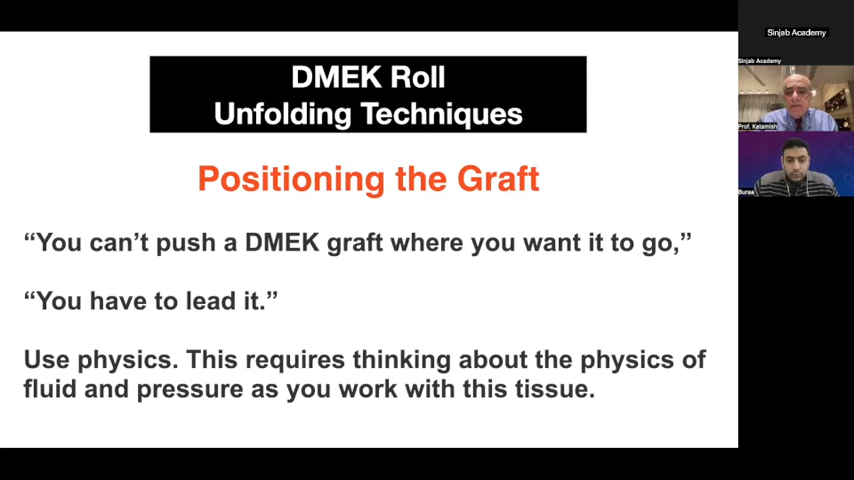 DMEK Roll
Unfolding Techniques
Positioning the Graft
“You can’t push a DMEK graft where you want it to go,”
“You have to lead it.”
Use physics. This requires thinking about the physics of
fluid and pressure as you work with this tissue.
Sinjab Academy
Sinjab Academy
Prof. Katamish
Buraa